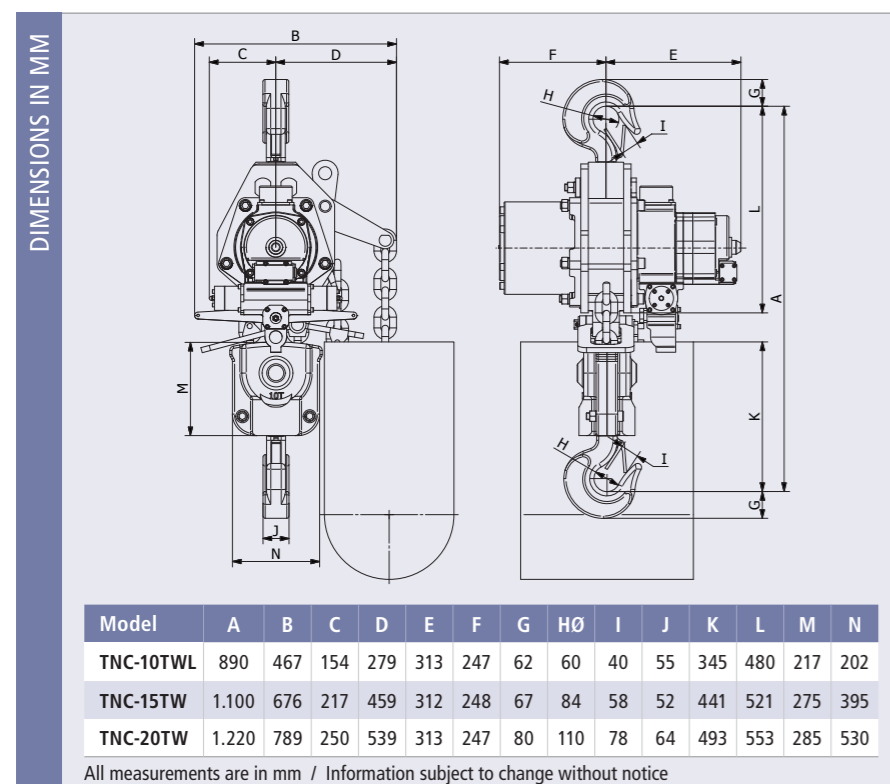 DIMENSIONS IN MM
B
C D
F E
H
G
I
L
A
M
10T
K
H
I
G
J
N
Model A B C D E F G HØ I J K L M N
TNC-10TWL 890 467 154 279 313 247 62 60 40 55 345 480 217 202
TNC-15TW 1.100 676 217 459 312 248 67 84 58 52 441 521 275 395
TNC-20TW 1.220 789 250 539 313 247 80 110 78 64 493 553 285 530
All measurements are in mm / Information subject to change without notice